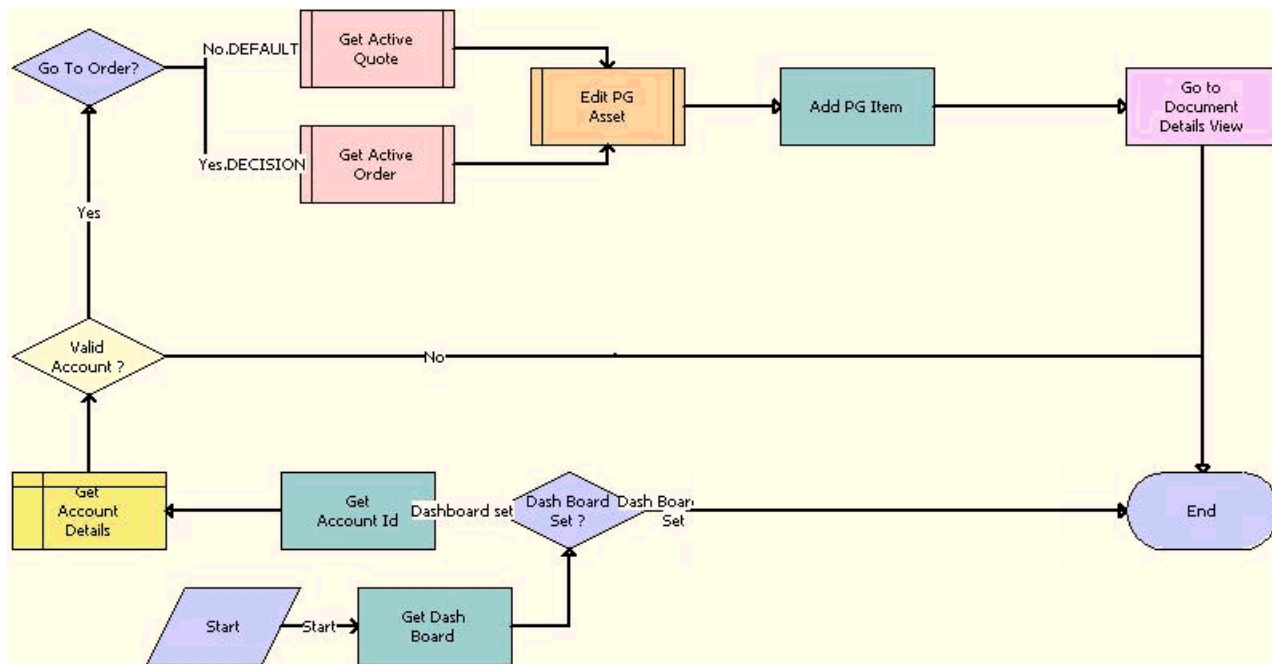 Go To Order?
No.DEFAULT
Get Active
Quote
Yes.DECISION
Get Active
Order
Edit PG
Asset
Add PG Item
Go to
Document
Details View
Yes
Valid
Account ?
No
Get
Account
Details
Get
Account Id
Dashboard set
Dash Board
Set ?
Dash Boar
Set
End
Start
Start
Get Dash
Board